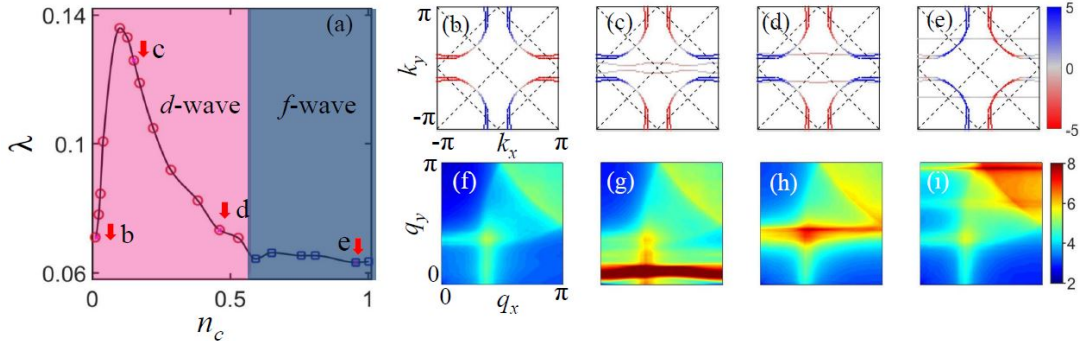 0.14
0.1
0.06
λ
0
0.5
1
n_c
(a)
c
d-wave
f-wave
b
d
e
π
-π
k_y
-π
k_x
π
(b)
(c)
(d)
(e)
5
0
-5
π
q_y
0
0
q_x
π
(f)
(g)
(h)
(i)
8
6
4
2